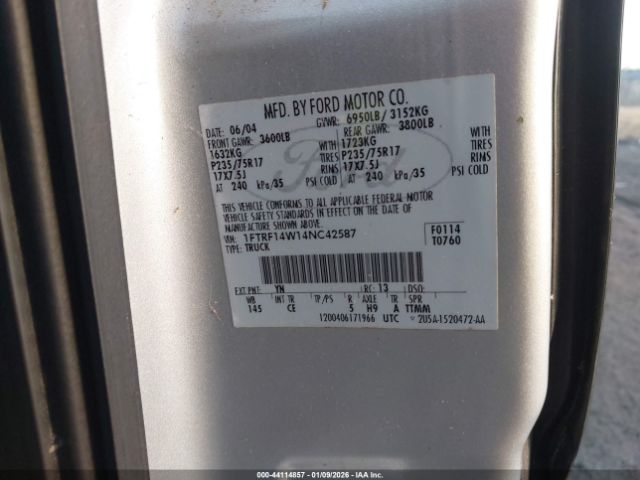 MFD. BY FORD MOTOR CO.
DATE: 06/04 GVWR: 6950LB/ 3152KG
FRONT GAWR: 3600LB REAR GAWR: 3800LB
1632KG WITH 1723KG WITH
P235/75R17 TIRES P235/75R17 TIRES
17X7.5J RIMS 17X7.5J RIMS
AT 240 kPa/35 PSI COLD AT 240 kPa/35 PSI COLD
Ford
THIS VEHICLE CONFORMS TO ALL APPLICABLE FEDERAL MOTOR
VEHICLE SAFETY STANDARDS IN EFFECT ON THE DATE OF
MANUFACTURE SHOWN ABOVE.
VIN: 1FTRF14W14NC42587 F0114
TYPE: TRUCK T0760
EXT PNT: YN RC: 13 DSO:
WB INT TR TP/PS R AXLE TR SPR
145 CE 5 H9 A TTMM
1200406171966 UTC 2U5A-1520472-AA
000-44114857 - 01/09/2026 - IAA HOLDINGS, LLC